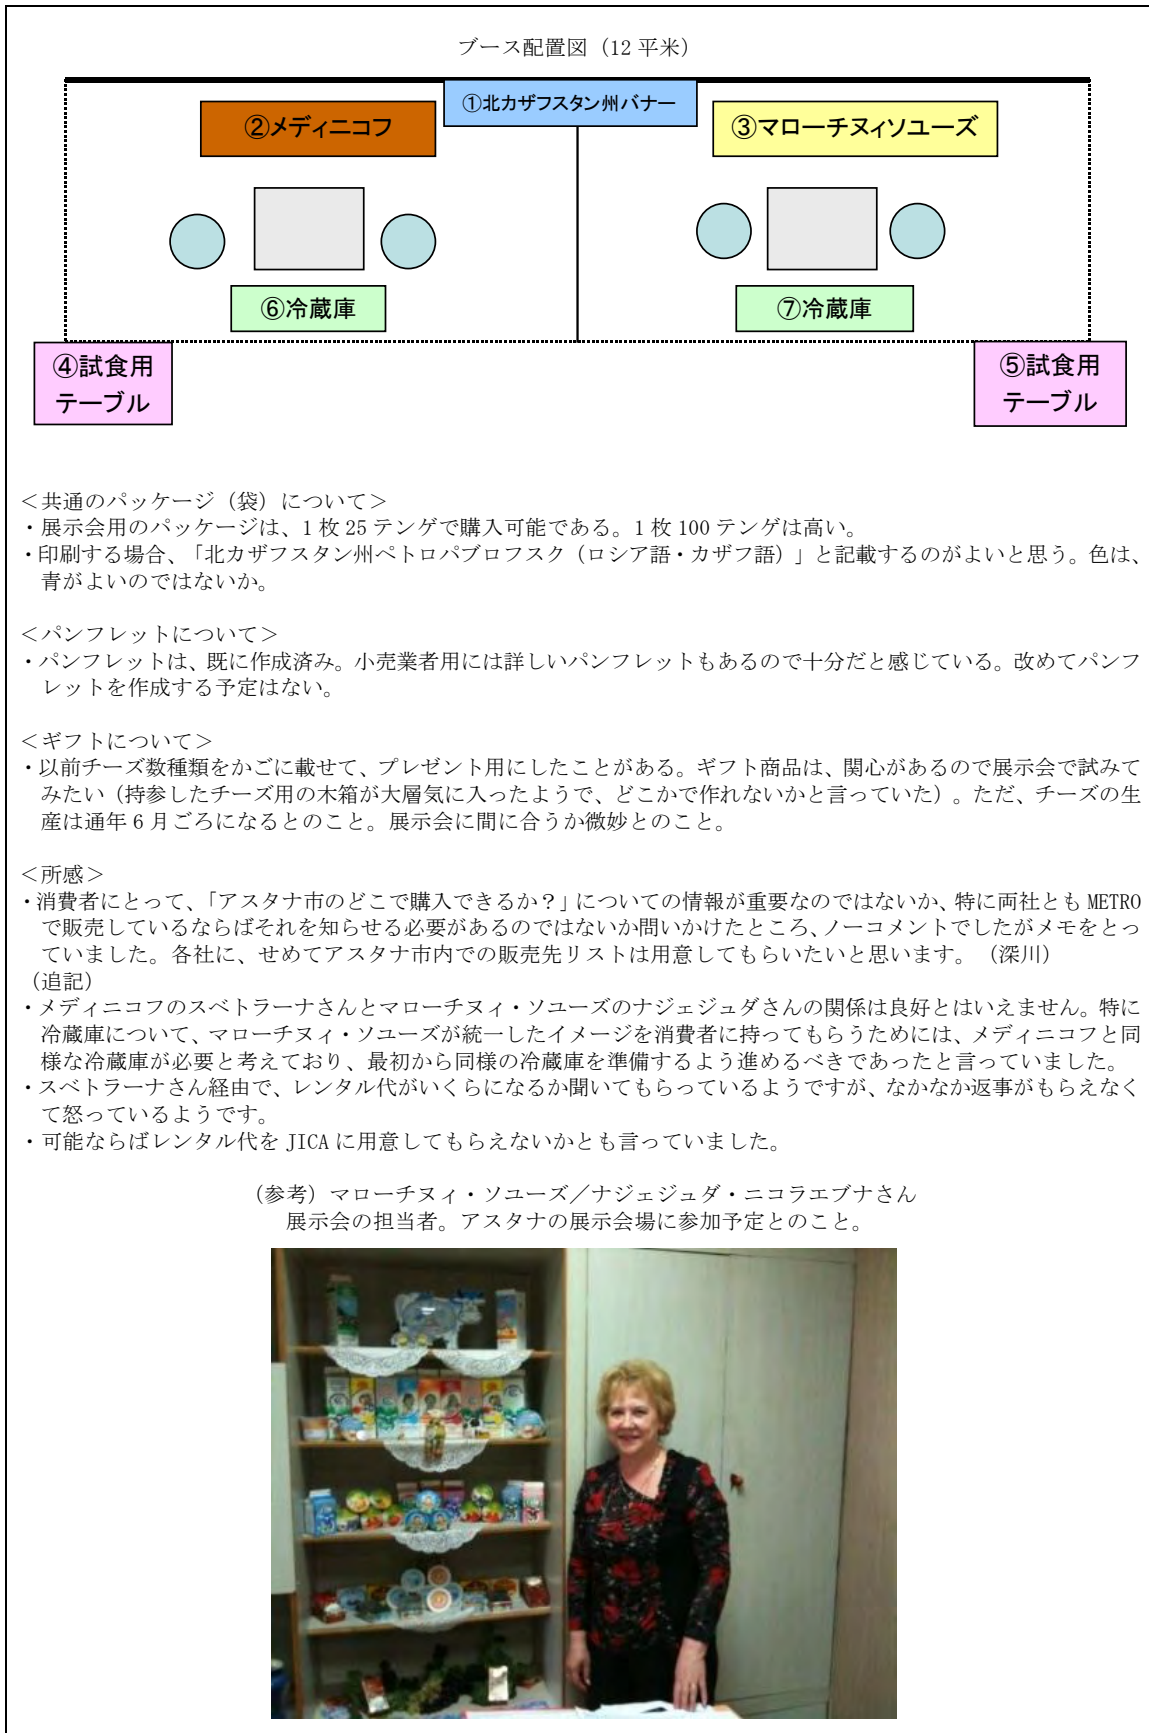 ブース配置図（12 平米）
①北カザフスタン州バナー
②メディニコフ
③マローチヌィソユーズ
⑥冷蔵庫
⑦冷蔵庫
④試食用
テーブル
⑤試食用
テーブル
＜共通のパッケージ（袋）について＞
・展示会用のパッケージは、1 枚 25 テンゲで購入可能である。1 枚 100 テンゲは高い。
・印刷する場合、「北カザフスタン州ペトロパブロフスク（ロシア語・カザフ語）」と記載するのがよいと思う。色は、
青がよいのではないか。
＜パンフレットについて＞
・パンフレットは、既に作成済み。小売業者用には詳しいパンフレットもあるので十分だと感じている。改めてパンフ
レットを作成する予定はない。
＜ギフトについて＞
・以前チーズ数種類をかごに載せて、プレゼント用にしたことがある。ギフト商品は、関心があるので展示会で試みて
みたい（持参したチーズ用の木箱が大層気に入ったようで、どこかで作れないかと言っていた）。ただ、チーズの生
産は通年 6 月ごろになるとのこと。展示会に間に合うか微妙とのこと。
＜所感＞
・消費者にとって、「アスタナ市のどこで購入できるか？」についての情報が重要なのではないか、特に両社とも METRO
で販売しているならばそれを知らせる必要があるのではないか問いかけたところ、ノーコメントでしたがメモをとっ
ていました。各社に、せめてアスタナ市内での販売先リストは用意してもらいたいと思います。（深川）
（追記）
・メディニコフのスベトラーナさんとマローチヌィ・ソユーズのナジェジュダさんの関係は良好とはいえません。特に
冷蔵庫について、マローチヌィ・ソユーズが統一したイメージを消費者に持ってもらうためには、メディニコフと同
様な冷蔵庫が必要と考えており、最初から同様の冷蔵庫を準備するよう進めるべきであったと言っていました。
・スベトラーナさん経由で、レンタル代がいくらになるか聞いてもらっているようですが、なかなか返事がもらえなく
て怒っているようです。
・可能ならばレンタル代を JICA に用意してもらえないかとも言っていました。
（参考）マローチヌィ・ソユーズ／ナジェジュダ・ニコラエブナさん
展示会の担当者。アスタナの展示会場に参加予定とのこと。